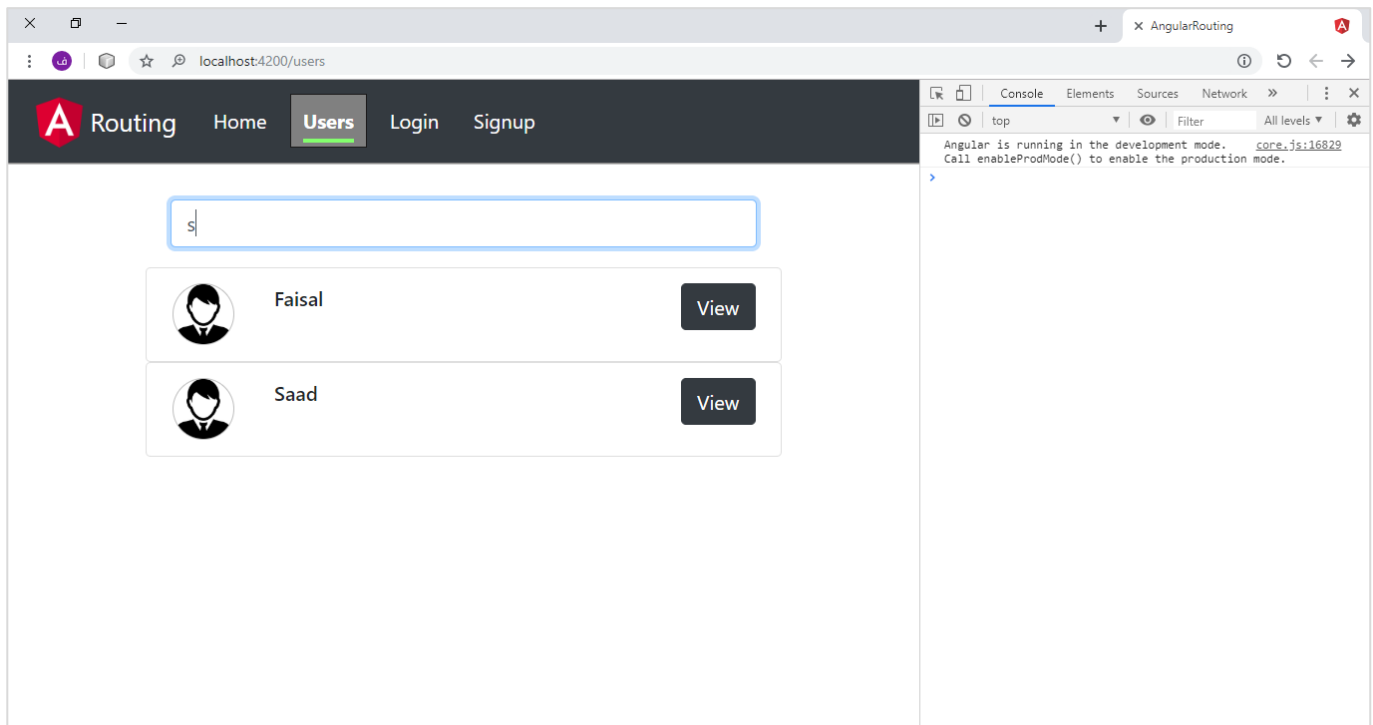 AngularRouting
ف
localhost:4200/users
Routing Home Users Login Signup
s
Faisal View
Saad View
Console Elements Sources Network »
top Filter All levels ▼
Angular is running in the development mode. core.js:16829
Call enableProdMode() to enable the production mode.
>